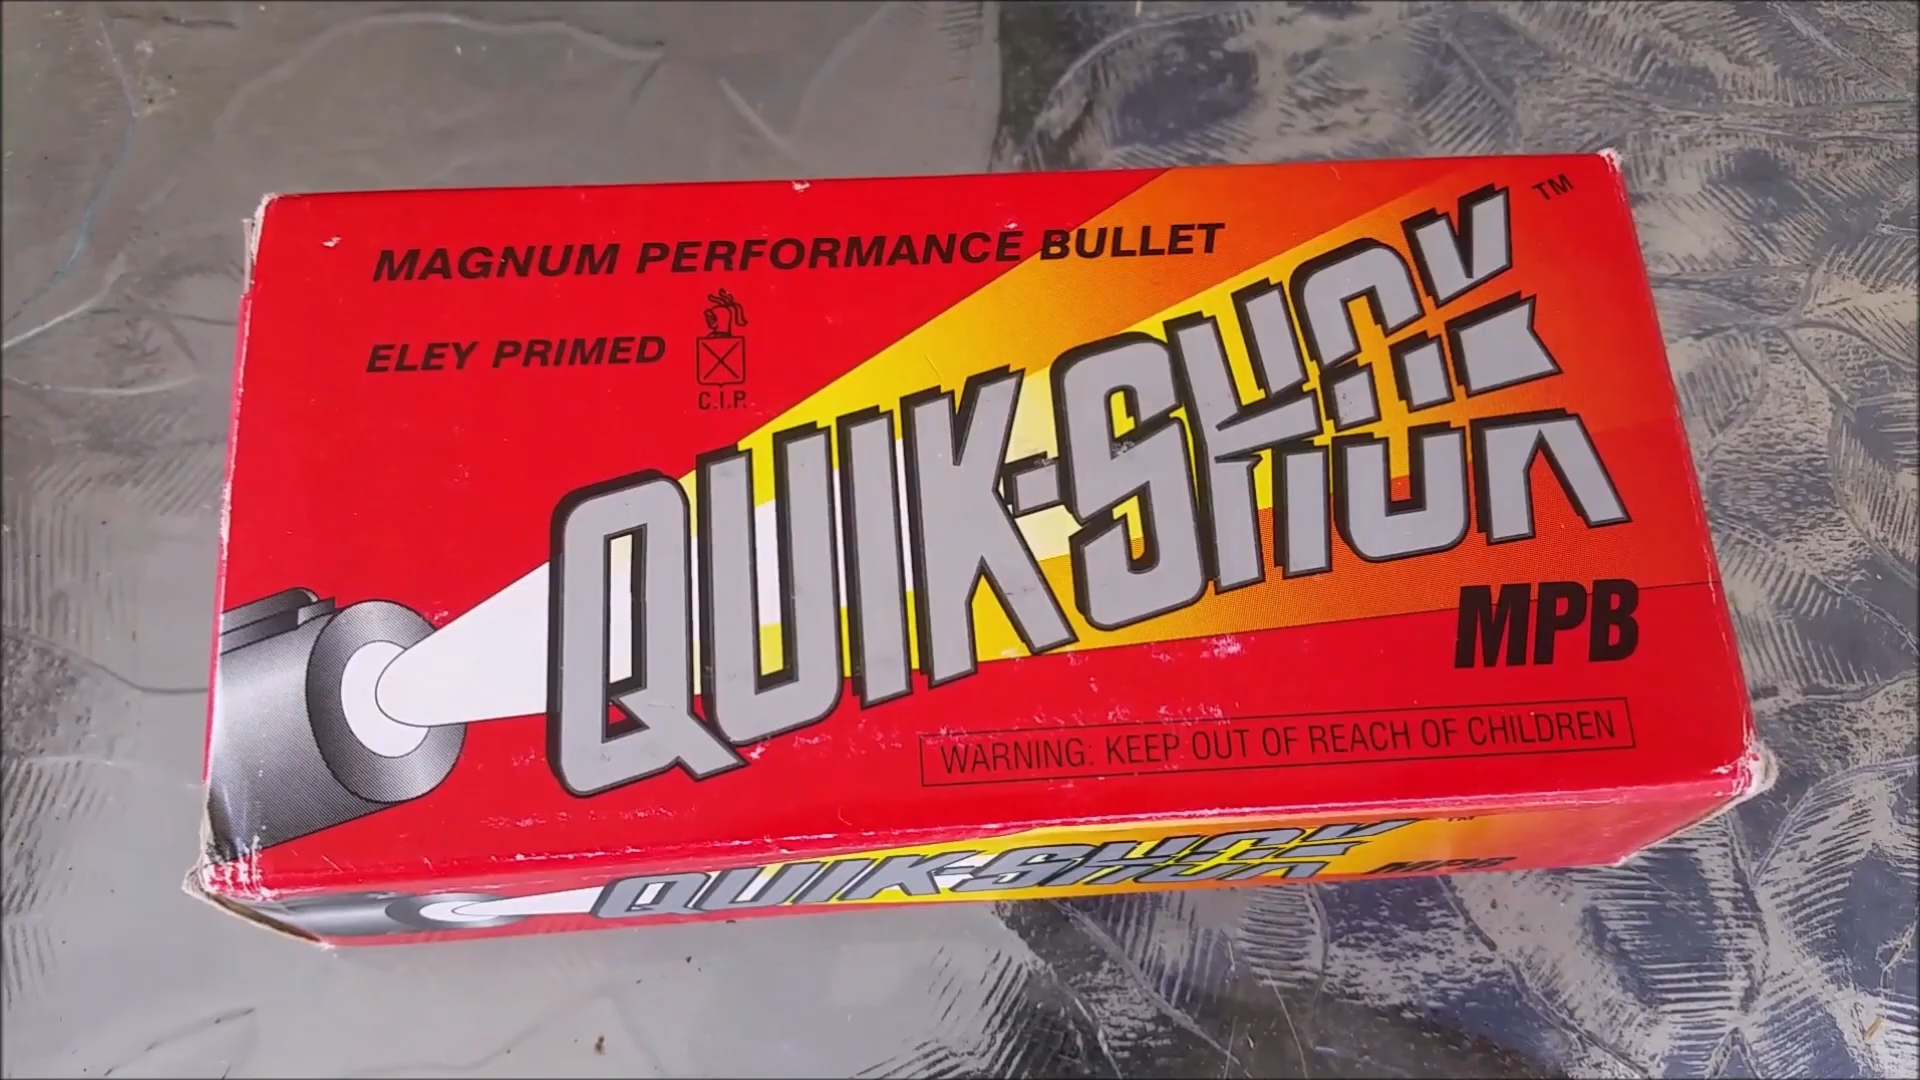 MAGNUM PERFORMANCE BULLET
ELEY PRIMED
C.I.P.
QUIK-SHOK
TM
MPB
WARNING: KEEP OUT OF REACH OF CHILDREN
QUIK-SHOK
TM
MPB